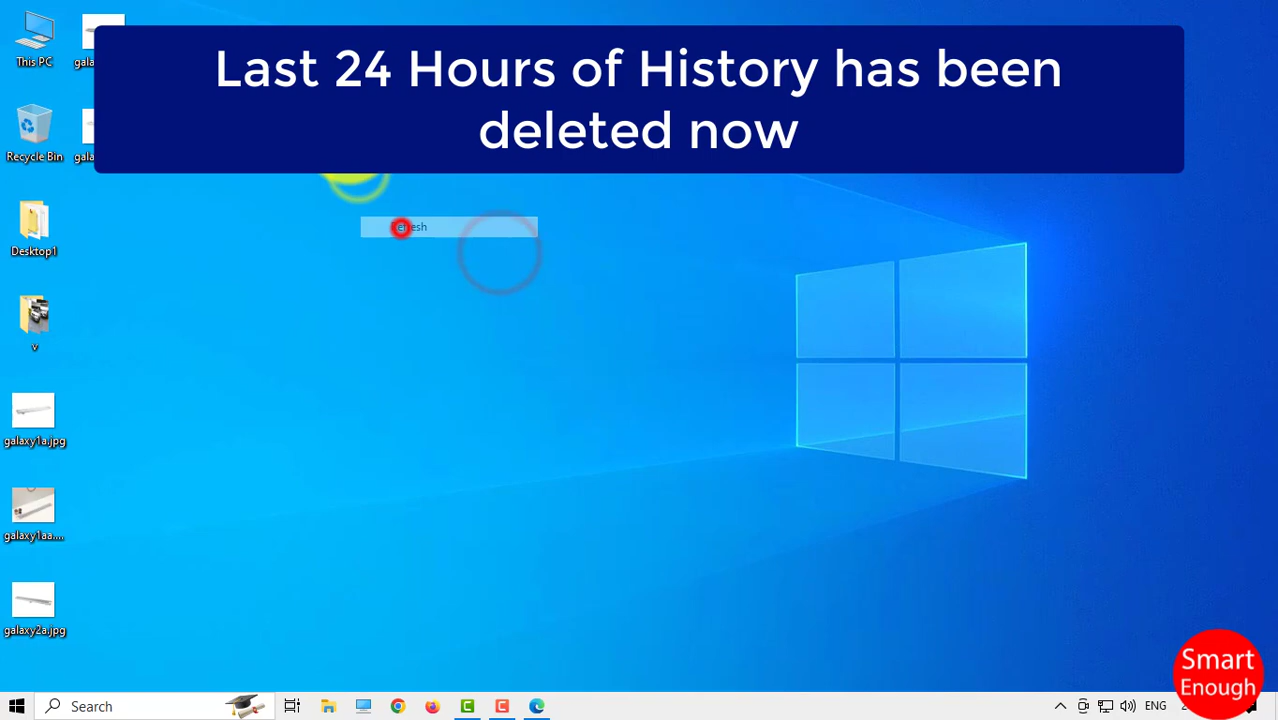 Last 24 Hours of History has been
deleted now
This PC
Recycle Bin
Refresh
Desktop1
v
galaxy1a.jpg
galaxy1aa....
galaxy2a.jpg
Smart
Enough
Search
ENG